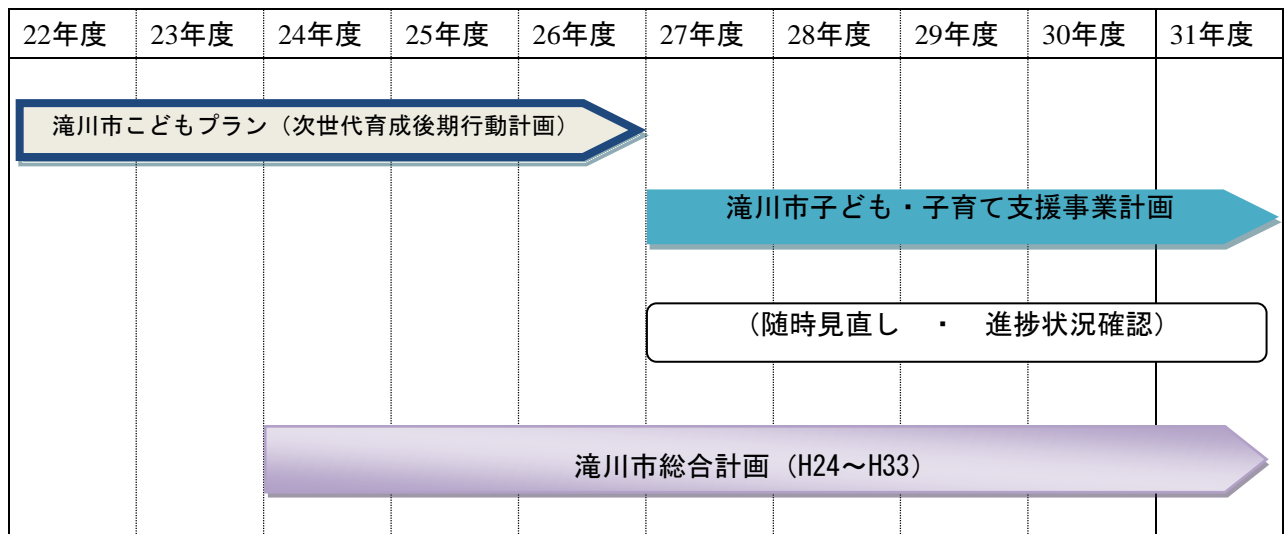 22年度 23年度 24年度 25年度 26年度 27年度 28年度 29年度 30年度 31年度
滝川市こどもプラン（次世代育成後期行動計画）
滝川市子ども・子育て支援事業計画
（随時見直し　・　進捗状況確認）
滝川市総合計画（H24～H33）